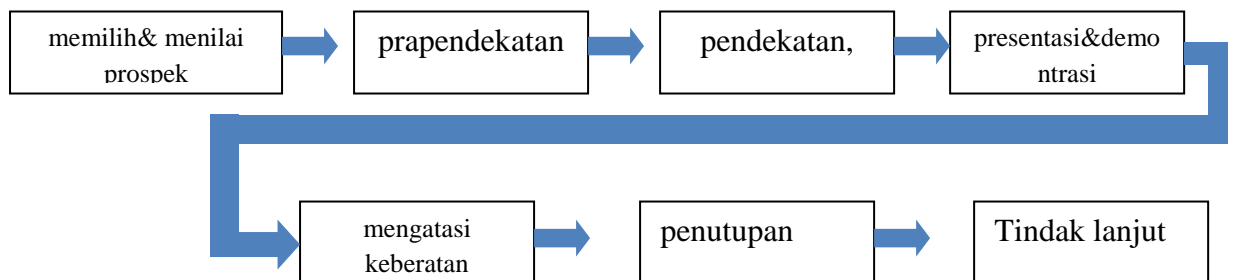 memilih& menilai
prospek
prapendekatan
pendekatan,
presentasi&demo
ntrasi
mengatasi
keberatan
penutupan
Tindak lanjut